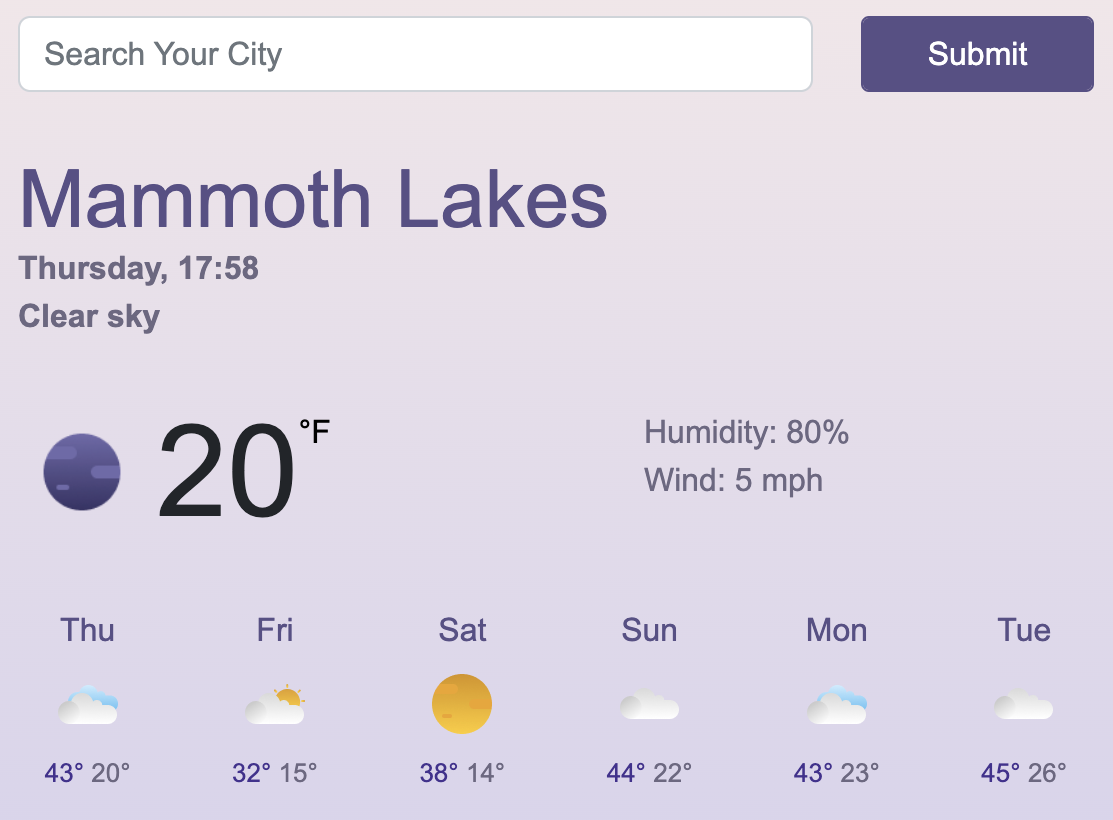 Search Your City
Submit
Mammoth Lakes
Thursday, 17:58
Clear sky
20 °F
Humidity: 80%
Wind: 5 mph
Thu Fri Sat Sun Mon Tue
43° 20° 32° 15° 38° 14° 44° 22° 43° 23° 45° 26°